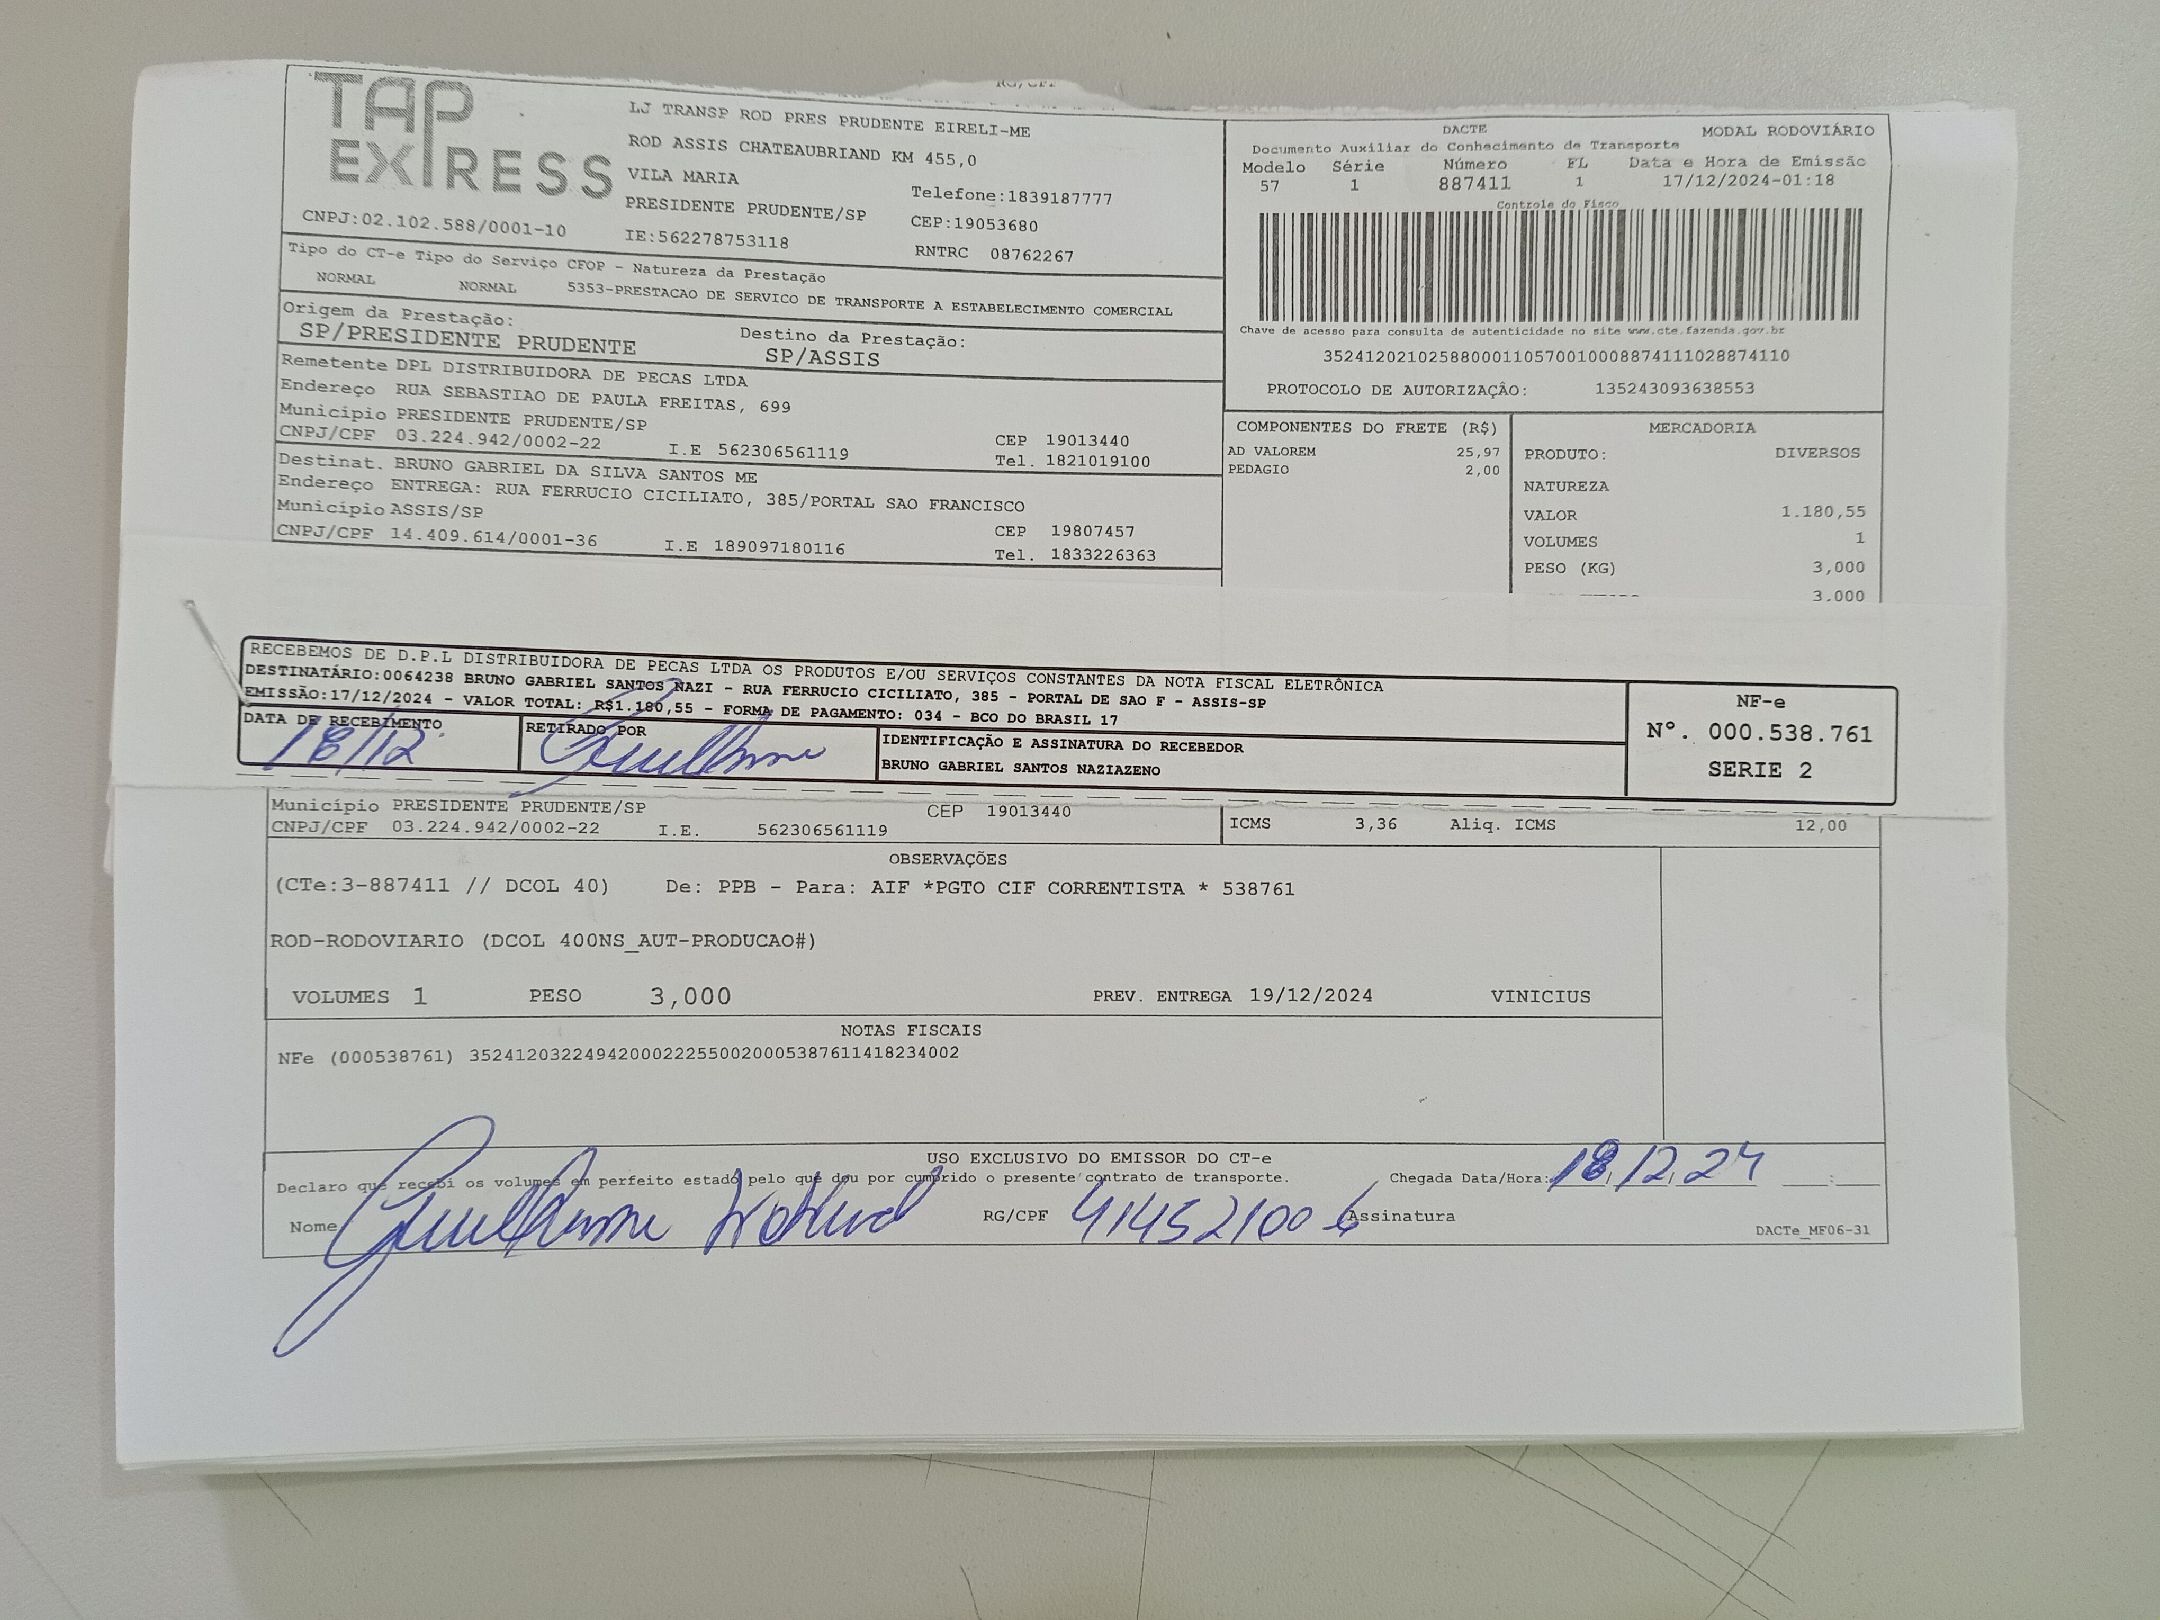 TAP EXPRESS
LJ TRANSP ROD PRES PRUDENTE EIRELI-ME
ROD ASSIS CHATEAUBRIAND KM 455,0
VILA MARIA
Telefone:1839187777
PRESIDENTE PRUDENTE/SP
CEP:19053680
CNPJ:02.102.588/0001-10
IE:562278753118
RNTRC 08762267
DACTE
MODAL RODOVIÁRIO
Documento Auxiliar do Conhecimento de Transporte
Modelo Série Número FL Data e Hora de Emissão
57 1 887411 1 17/12/2024-01:18
Controle do Fisco
Chave de acesso para consulta de autenticidade no site www.cte.fazenda.gov.br
35241202102588000110570010008874111028874110
PROTOCOLO DE AUTORIZAÇÂO: 135243093638553
Tipo do CT-e Tipo do Serviço CFOP - Natureza da Prestação
NORMAL NORMAL 5353-PRESTACAO DE SERVICO DE TRANSPORTE A ESTABELECIMENTO COMERCIAL
Origem da Prestação:
SP/PRESIDENTE PRUDENTE
Destino da Prestação:
SP/ASSIS
Remetente DPL DISTRIBUIDORA DE PECAS LTDA
Endereço RUA SEBASTIAO DE PAULA FREITAS, 699
Município PRESIDENTE PRUDENTE/SP
CEP 19013440
CNPJ/CPF 03.224.942/0002-22 I.E 562306561119
Tel. 1821019100
Destinat. BRUNO GABRIEL DA SILVA SANTOS ME
Endereço ENTREGA: RUA FERRUCIO CICILIATO, 385/PORTAL SAO FRANCISCO
Município ASSIS/SP
CEP 19807457
CNPJ/CPF 14.409.614/0001-36 I.E 189097180116
Tel. 1833226363
COMPONENTES DO FRETE (R$)
AD VALOREM 25,97
PEDAGIO 2,00
MERCADORIA
PRODUTO: DIVERSOS
NATUREZA
VALOR 1.180,55
VOLUMES 1
PESO (KG) 3,000
3.000
RECEBEMOS DE D.P.L DISTRIBUIDORA DE PECAS LTDA OS PRODUTOS E/OU SERVIÇOS CONSTANTES DA NOTA FISCAL ELETRÔNICA
DESTINATÁRIO:0064238 BRUNO GABRIEL SANTOS NAZI - RUA FERRUCIO CICILIATO, 385 - PORTAL DE SAO F - ASSIS-SP
EMISSÃO:17/12/2024 - VALOR TOTAL: R$1.180,55 - FORMA DE PAGAMENTO: 034 - BCO DO BRASIL 17
DATA DE RECEBIMENTO
18/12
RETIRADO POR
Guilherme
IDENTIFICAÇÃO E ASSINATURA DO RECEBEDOR
BRUNO GABRIEL SANTOS NAZIAZENO
NF-e
Nº. 000.538.761
SERIE 2
Município PRESIDENTE PRUDENTE/SP CEP 19013440
CNPJ/CPF 03.224.942/0002-22 I.E. 562306561119
ICMS 3,36 Aliq. ICMS 12,00
OBSERVAÇÕES
(CTe:3-887411 // DCOL 40) De: PPB - Para: AIF *PGTO CIF CORRENTISTA * 538761
ROD-RODOVIARIO (DCOL 400NS_AUT-PRODUCAO#)
VOLUMES 1 PESO 3,000 PREV. ENTREGA 19/12/2024 VINICIUS
NOTAS FISCAIS
NFe (000538761) 35241203224942000222550020005387611418234002
USO EXCLUSIVO DO EMISSOR DO CT-e
Declaro que recebi os volumes em perfeito estado pelo que dou por cumprido o presente contrato de transporte.
Chegada Data/Hora: 18/12/24
Nome Guilherme
RG/CPF 414521006
Assinatura
DACTe_MF06-31